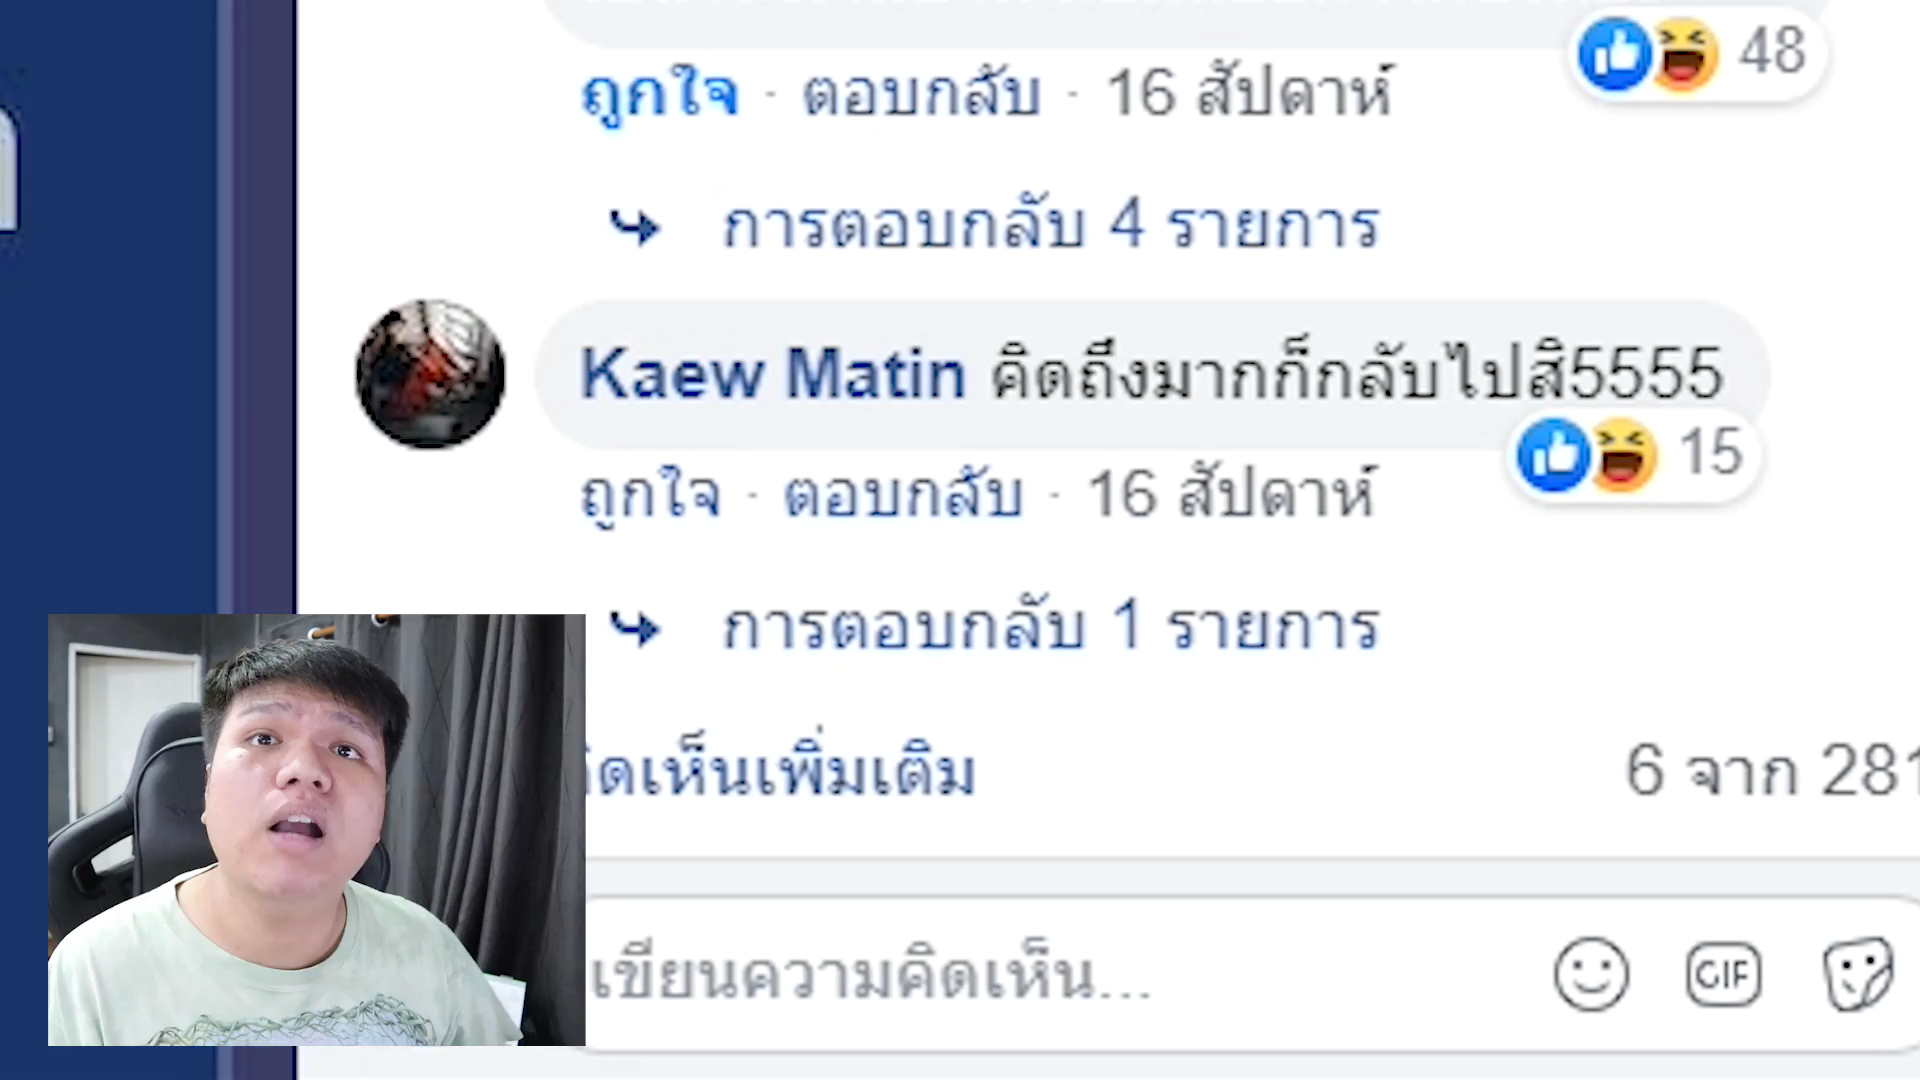 48
ถูกใจ · ตอบกลับ · 16 สัปดาห์
การตอบกลับ 4 รายการ
Kaew Matin คิดถึงมากก็กลับไปสิ5555
15
ถูกใจ · ตอบกลับ · 16 สัปดาห์
การตอบกลับ 1 รายการ
คิดเห็นเพิ่มเติม
6 จาก 281
เขียนความคิดเห็น...
GIF